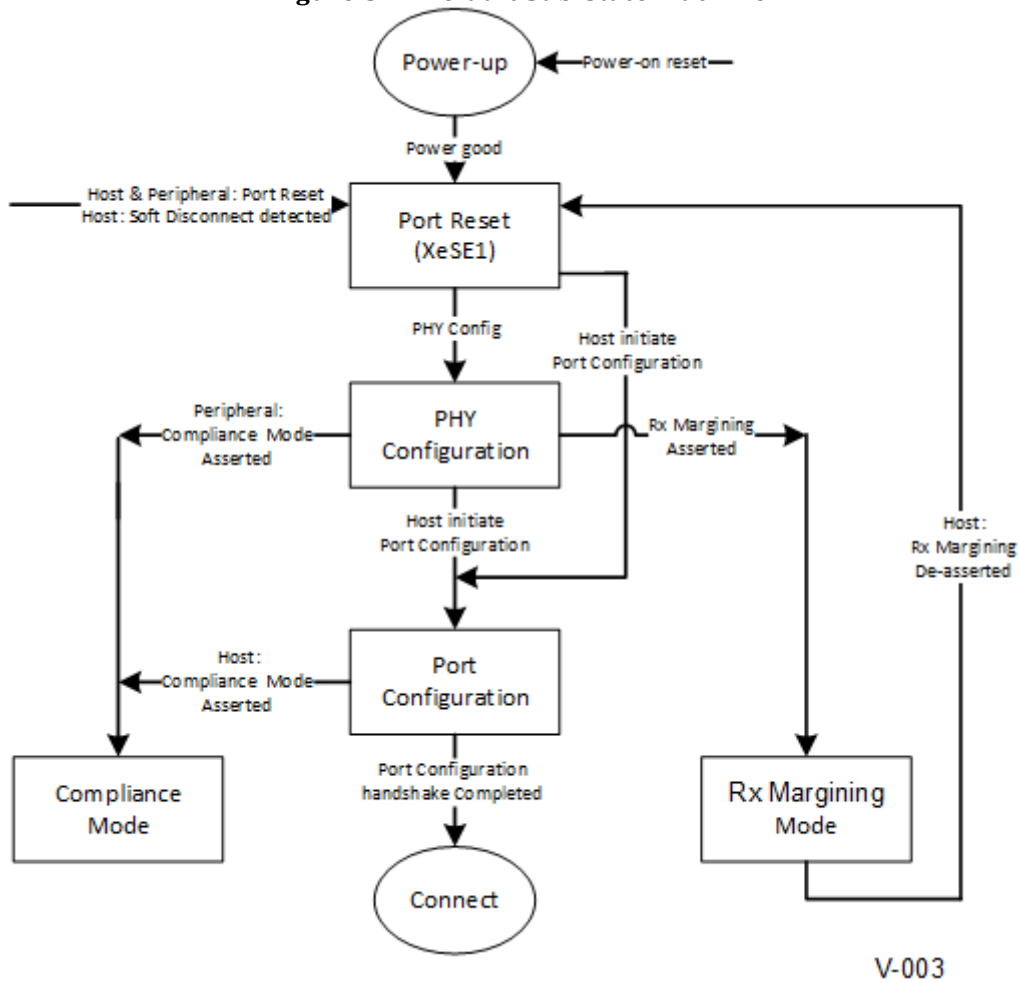 Power-up
Power-on reset
Power good
Host & Peripheral: Port Reset
Host: Soft Disconnect detected
Port Reset
(XeSE1)
PHY Config
Host initiate
Port Configuration
Peripheral:
Compliance Mode
Asserted
PHY
Configuration
Rx Margining
Asserted
Host initiate
Port Configuration
Host:
Rx Margining
De-asserted
Host:
Compliance Mode
Asserted
Port
Configuration
Port Configuration
handshake Completed
Compliance
Mode
Rx Margining
Mode
Connect
V-003